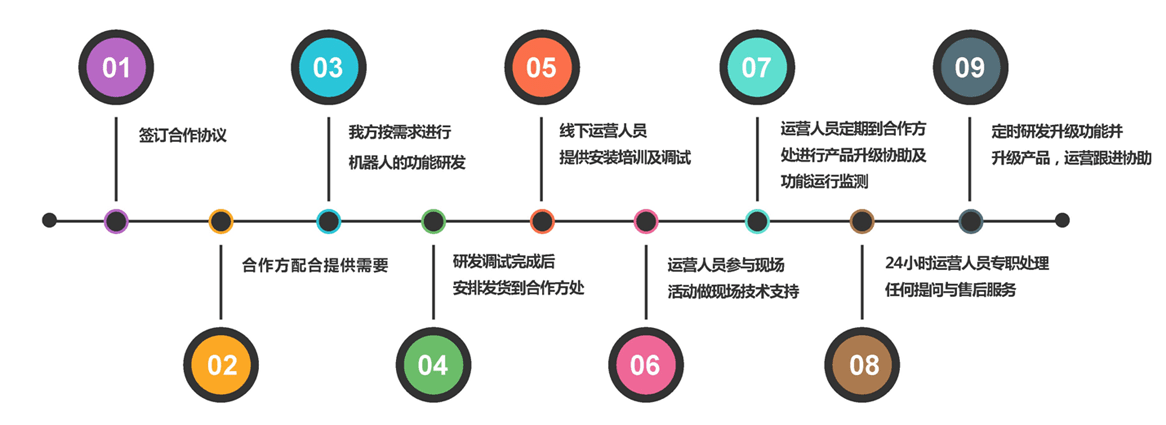 01
签订合作协议
02
合作方配合提供需要
03
我方按需求进行
机器人的功能研发
04
研发调试完成后
安排发货到合作方处
05
线下运营人员
提供安装培训及调试
06
运营人员参与现场
活动做现场技术支持
07
运营人员定期到合作方
处进行产品升级协助及
功能运行监测
08
24小时运营人员专职处理
任何提问与售后服务
09
定时研发升级功能并
升级产品，运营跟进协助